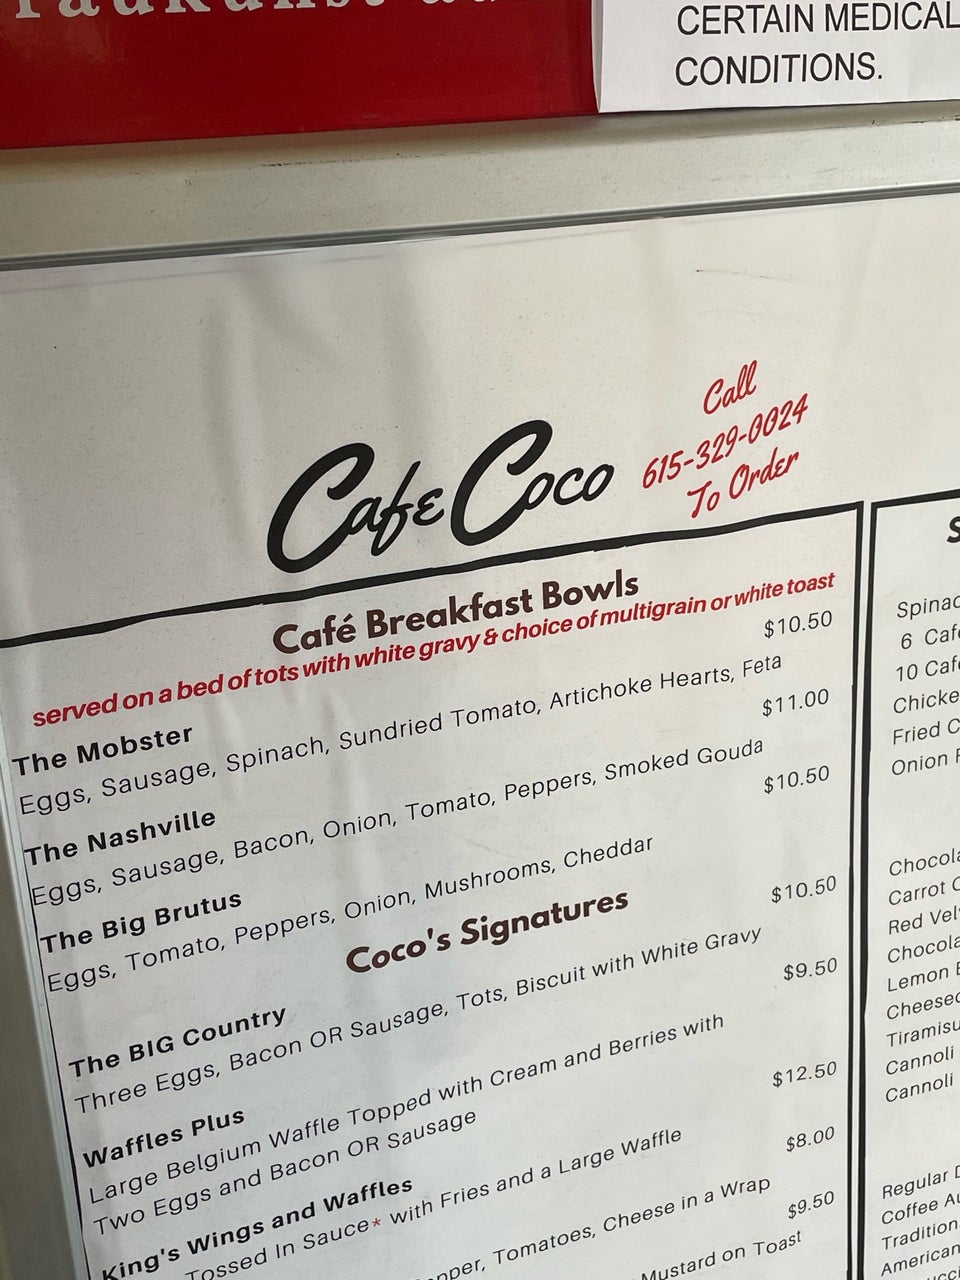 CERTAIN MEDICAL
CONDITIONS.
Cafe Coco
Call
615-329-0024
To Order
Café Breakfast Bowls
served on a bed of tots with white gravy & choice of multigrain or white toast
The Mobster $10.50
Eggs, Sausage, Spinach, Sundried Tomato, Artichoke Hearts, Feta
The Nashville $11.00
Eggs, Sausage, Bacon, Onion, Tomato, Peppers, Smoked Gouda
The Big Brutus $10.50
Eggs, Tomato, Peppers, Onion, Mushrooms, Cheddar
Coco's Signatures
The BIG Country $10.50
Three Eggs, Bacon OR Sausage, Tots, Biscuit with White Gravy
Waffles Plus $9.50
Large Belgium Waffle Topped with Cream and Berries with
Two Eggs and Bacon OR Sausage
King's Wings and Waffles $12.50
Tossed In Sauce* with Fries and a Large Waffle
$8.00
Tomatoes, Cheese in a Wrap
$9.50
Mustard on Toast
S
Spinac
6 Caf
10 Caf
Chicke
Fried C
Onion
Chocola
Carrot C
Red Vel
Chocola
Lemon
Cheesec
Tiramisu
Cannoli
Cannoli
Regular D
Coffee Au
Tradition
American